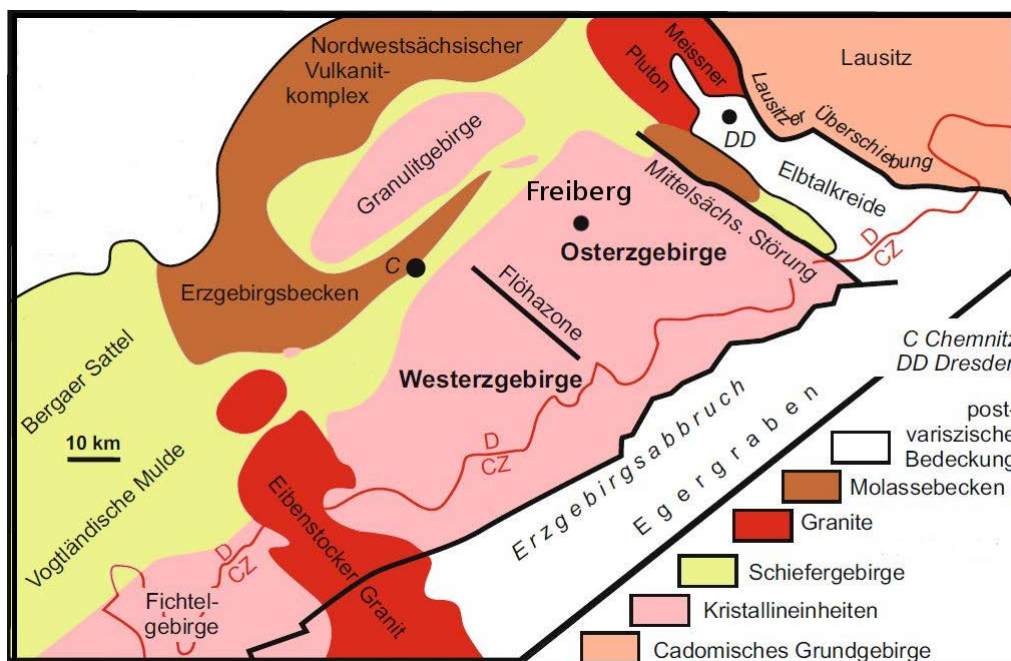 Nordwestsächsischer
Vulkanit-
komplex
Granulitgebirge
Meissner
Pluton
Lausitz
Lausitzer Überschiebung
DD
Elbtalkreide
Freiberg
Mittelsächs. Störung
Osterzgebirge
D
CZ
C
Erzgebirgsbecken
Flöhazone
Westerzgebirge
Bergaer Sattel
10 km
Vogtländische Mulde
D
CZ
Eibenstocker Granit
D
CZ
Fichtel-
gebirge
Erzgebirgsabbruch
Egergraben
C Chemnitz
DD Dresden
post-
variszische
Bedeckung
Molassebecken
Granite
Schiefergebirge
Kristallineinheiten
Cadomisches Grundgebirge